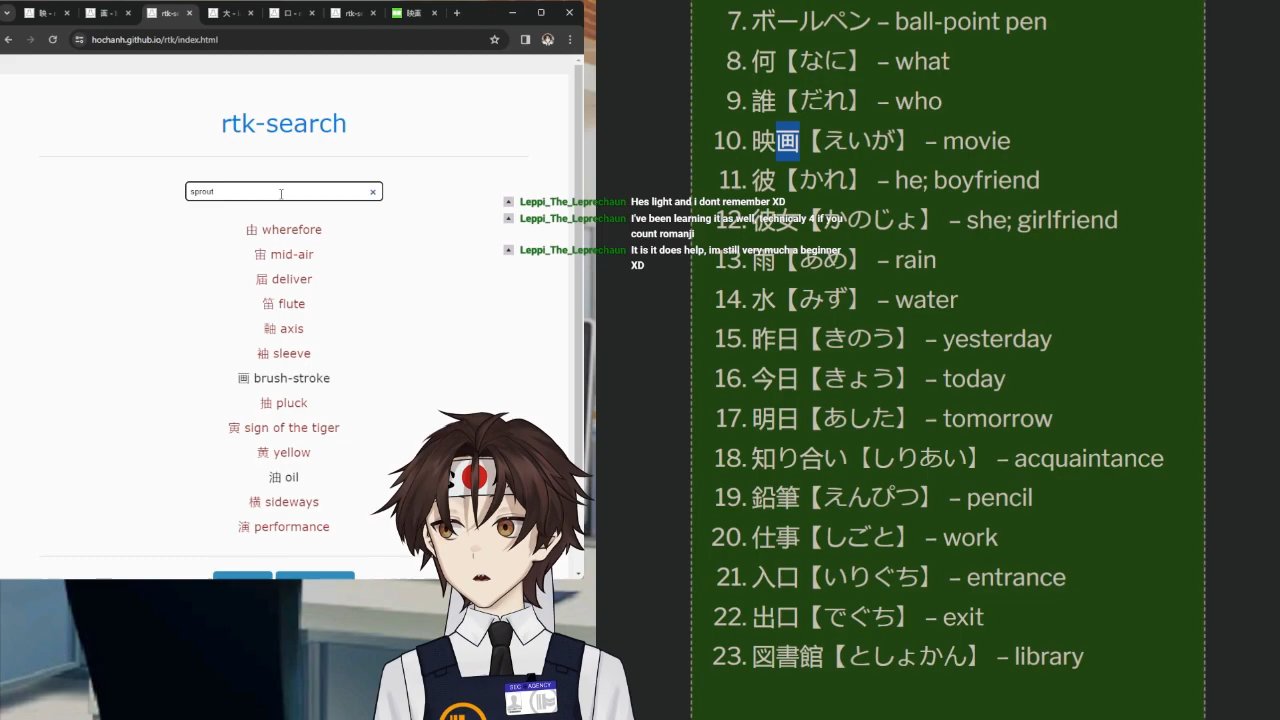 映 -
画 - i
rtk-s
大 - i
ロ - r
rtk-s
映画
hochanh.github.io/rtk/index.html
rtk-search
sprout
由 wherefore
宙 mid-air
届 deliver
笛 flute
軸 axis
袖 sleeve
画 brush-stroke
抽 pluck
寅 sign of the tiger
黄 yellow
油 oil
横 sideways
演 performance
Leppi_The_Leprechaun Hes light and i dont remember XD
Leppi_The_Leprechaun I've been learning it as well, technicaly 4 if you
count romanji
Leppi_The_Leprechaun It is it does help, im still very much a beginner
XD
7. ボールペン – ball-point pen
8. 何【なに】 – what
9. 誰【だれ】 – who
10. 映画【えいが】 – movie
11. 彼【かれ】 – he; boyfriend
12. 彼女【かのじょ】 – she; girlfriend
13. 雨【あめ】 – rain
14. 水【みず】 – water
15. 昨日【きのう】 – yesterday
16. 今日【きょう】 – today
17. 明日【あした】 – tomorrow
18. 知り合い【しりあい】 – acquaintance
19. 鉛筆【えんぴつ】 – pencil
20. 仕事【しごと】 – work
21. 入口【いりぐち】 – entrance
22. 出口【でぐち】 – exit
23. 図書館【としょかん】 – library
SEC AGENCY